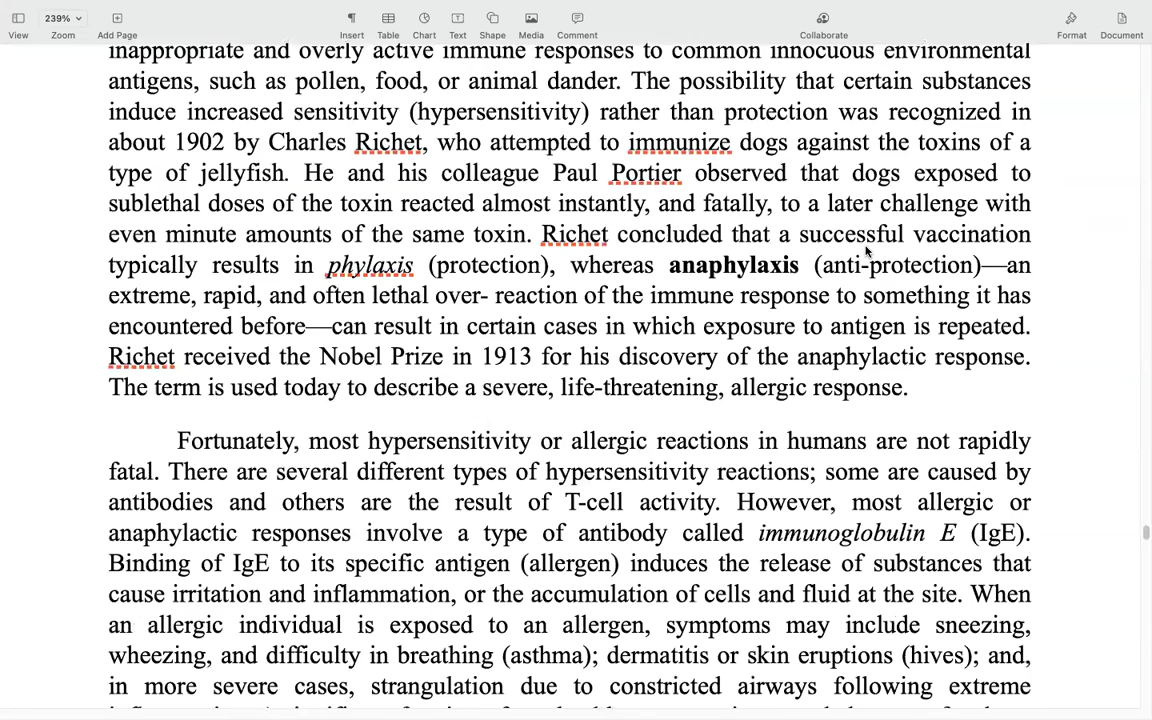 239%
View
Zoom
Add Page
Insert
Table
Chart
Text
Shape
Media
Comment
Collaborate
Format
Document
inappropriate and overly active immune responses to common innocuous environmental
antigens, such as pollen, food, or animal dander. The possibility that certain substances
induce increased sensitivity (hypersensitivity) rather than protection was recognized in
about 1902 by Charles Richet, who attempted to immunize dogs against the toxins of a
type of jellyfish. He and his colleague Paul Portier observed that dogs exposed to
sublethal doses of the toxin reacted almost instantly, and fatally, to a later challenge with
even minute amounts of the same toxin. Richet concluded that a successful vaccination
typically results in phylaxis (protection), whereas anaphylaxis (anti-protection)—an
extreme, rapid, and often lethal over- reaction of the immune response to something it has
encountered before—can result in certain cases in which exposure to antigen is repeated.
Richet received the Nobel Prize in 1913 for his discovery of the anaphylactic response.
The term is used today to describe a severe, life-threatening, allergic response.
Fortunately, most hypersensitivity or allergic reactions in humans are not rapidly
fatal. There are several different types of hypersensitivity reactions; some are caused by
antibodies and others are the result of T-cell activity. However, most allergic or
anaphylactic responses involve a type of antibody called immunoglobulin E (IgE).
Binding of IgE to its specific antigen (allergen) induces the release of substances that
cause irritation and inflammation, or the accumulation of cells and fluid at the site. When
an allergic individual is exposed to an allergen, symptoms may include sneezing,
wheezing, and difficulty in breathing (asthma); dermatitis or skin eruptions (hives); and,
in more severe cases, strangulation due to constricted airways following extreme